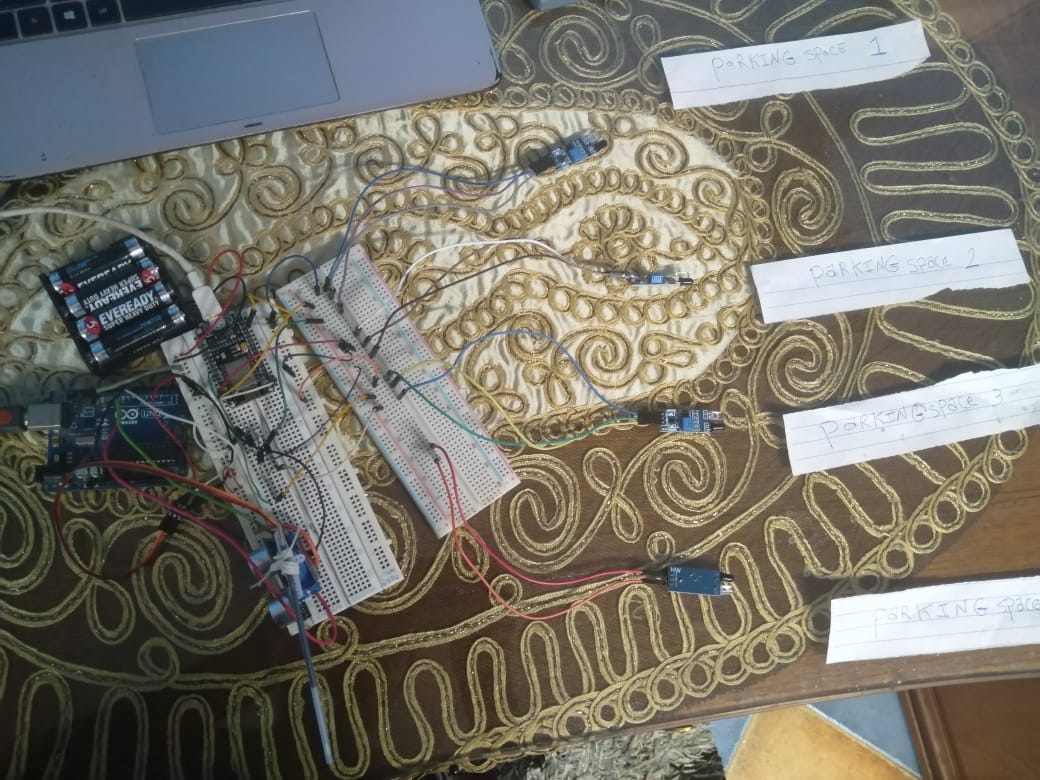 PaRKING space 1
PaRKING space 2
EVEREADY
SUPER HEAVY DUTY
EVEREADY
SUPER HEAVY DUTY
UNO
PaRKING space 3
HW
PaRKING space